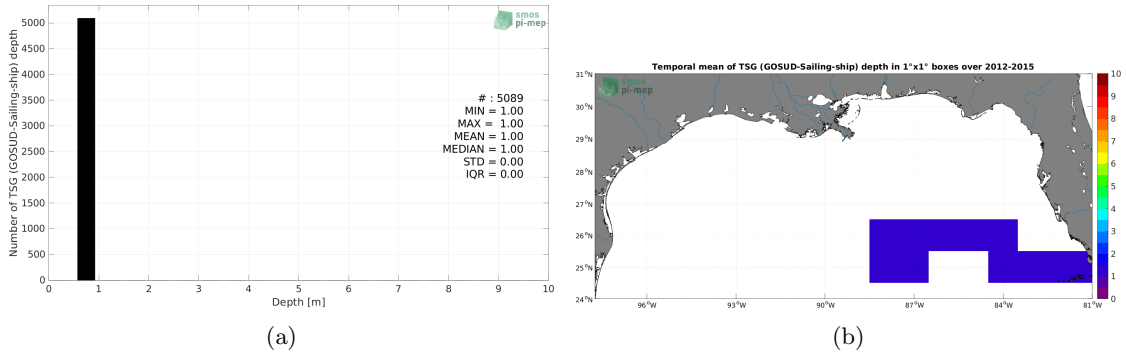 smos
pi-mep
Number of TSG (GOSUD-Sailing-ship) depth
5000
4500
4000
3500
3000
2500
2000
1500
1000
500
0
# : 5089
MIN = 1.00
MAX = 1.00
MEAN = 1.00
MEDIAN = 1.00
STD = 0.00
IQR = 0.00
0 1 2 3 4 5 6 7 8 9 10
Depth [m]
(a)
Temporal mean of TSG (GOSUD-Sailing-ship) depth in 1°x1° boxes over 2012-2015
smos
pi-mep
31°N
30°N
29°N
28°N
27°N
26°N
25°N
24°N
96°W 93°W 90°W 87°W 84°W 81°W
10
9
8
7
6
5
4
3
2
1
0
(b)